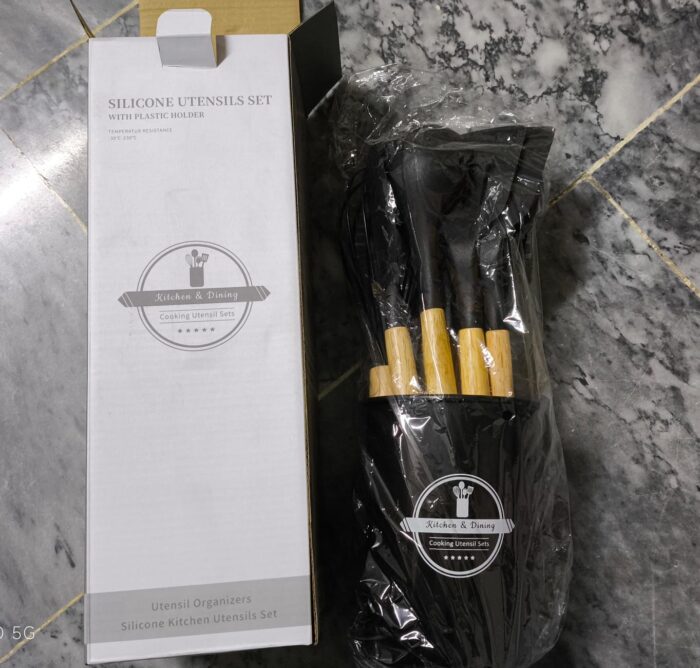 SILICONE UTENSILS SET
WITH PLASTIC HOLDER
TEMPERATUR RESISTANCE
Kitchen & Dining
Cooking Utensil Sets
Utensil Organizers
Silicone Kitchen Utensils Set
Kitchen & Dining
Cooking Utensil Sets
5G